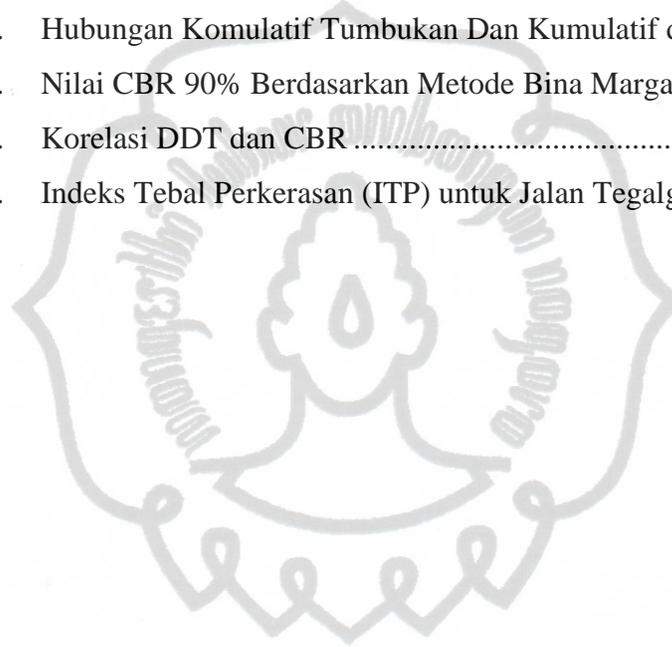 . Hubungan Komulatif Tumbukan Dan Kumulatif
. Nilai CBR 90% Berdasarkan Metode Bina Marga
. Korelasi DDT dan CBR ....................................
. Indeks Tebal Perkerasan (ITP) untuk Jalan